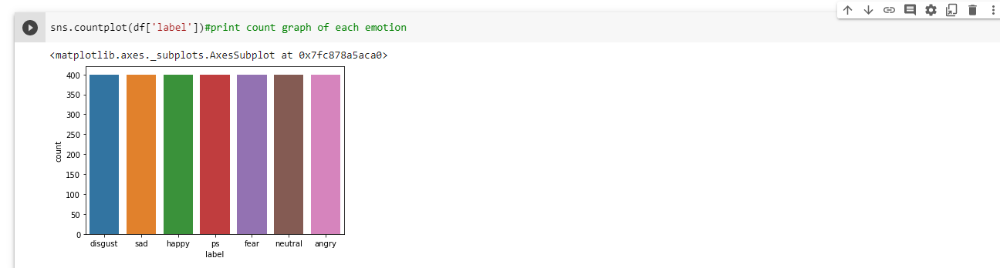 sns.countplot(df['label'])#print count graph of each emotion
<matplotlib.axes._subplots.AxesSubplot at 0x7fc878a5aca0>
400
350
300
250
200
150
100
50
0
count
disgust sad happy ps fear neutral angry
label